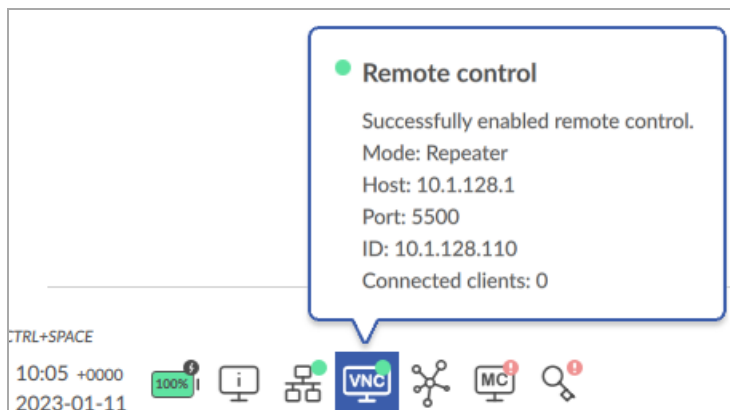 Remote control
Successfully enabled remote control.
Mode: Repeater
Host: 10.1.128.1
Port: 5500
ID: 10.1.128.110
Connected clients: 0
CTRL+SPACE
10:05 +0000
2023-01-11
100%
i
VNC
MC
!
!